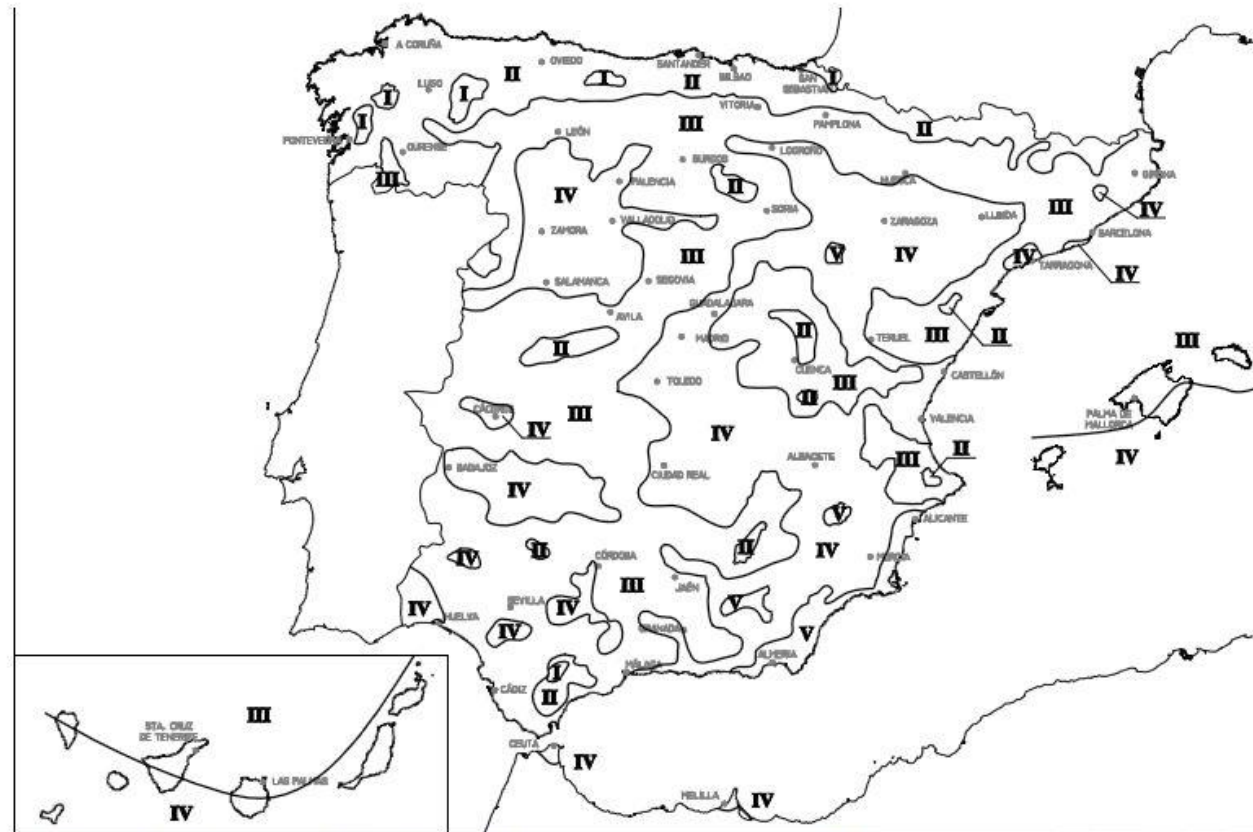 A CORUÑA
OVIEDO
SANTANDER
BILBAO
SAN
SEBASTIAN
I
II
I
II
LUGO
I
I
I
VITORIA
PAMPLONA
II
III
PONTEVEDRA
OURENSE
LEÓN
BURGOS
LOGROÑO
HUESCA
GIRONA
III
IV
PALENCIA
II
SORIA
ZARAGOZA
LLEIDA
III
IV
VALLADOLID
ZAMORA
BARCELONA
III
V
IV
IV
TARRAGONA
IV
SALAMANCA
SEGOVIA
AVILA
GUADALAJARA
II
MADRID
II
TERUEL
III
II
III
CUENCA
CASTELLÓN
TOLEDO
III
II
CÁCERES
IV
III
IV
VALENCIA
PALMA DE
MALLORCA
IV
BADAJOZ
CIUDAD REAL
ALBACETE
III
II
IV
V
ALICANTE
IV
II
II
IV
MURCIA
CÓRDOBA
III
JAÉN
IV
HUELVA
SEVILLA
IV
V
IV
GRANADA
V
ALMERIA
I
MÁLAGA
II
CÁDIZ
CEUTA
IV
MELILLA
IV
III
STA. CRUZ
DE TENERIFE
LAS PALMAS
IV